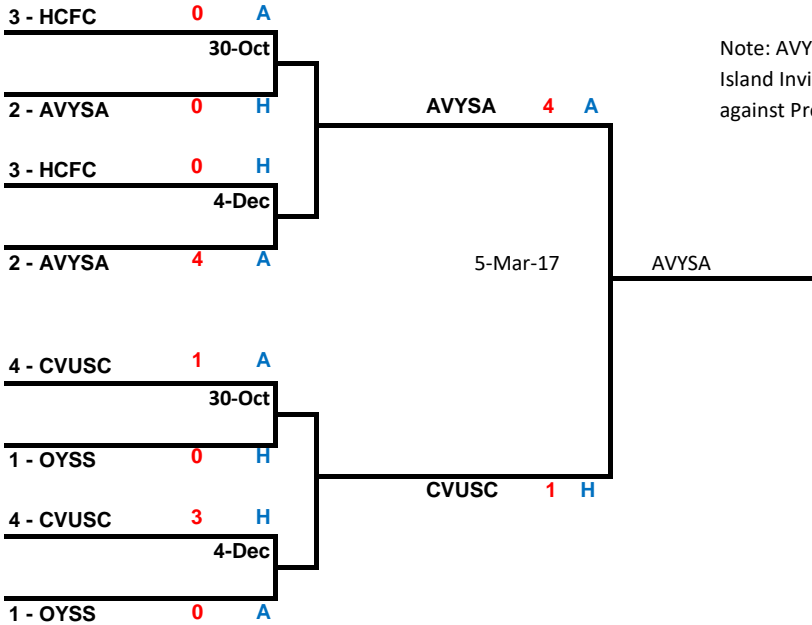 3 - HCFC 0 A
30-Oct
2 - AVYSA 0 H
3 - HCFC 0 H
4-Dec
2 - AVYSA 4 A
4 - CVUSC 1 A
30-Oct
1 - OYSS 0 H
4 - CVUSC 3 H
4-Dec
1 - OYSS 0 A
AVYSA 4 A
5-Mar-17
CVUSC 1 H
AVYSA
Note: AVY
Island Invi
against Pr